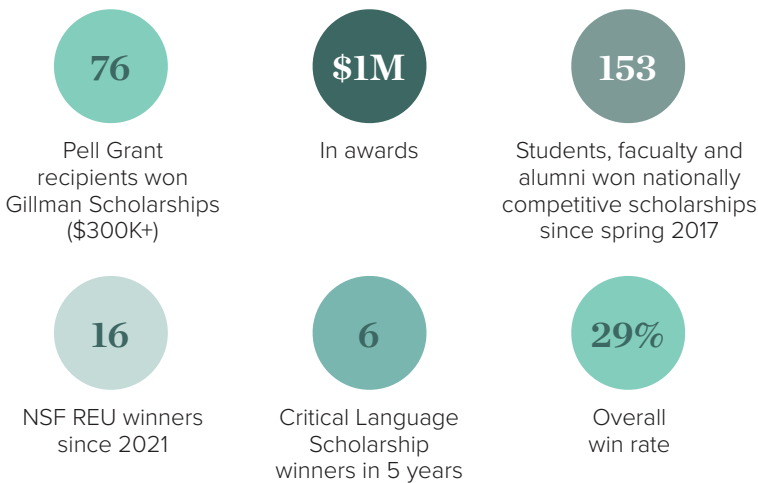 76
Pell Grant
recipients won
Gillman Scholarships
($300K+)
$1M
In awards
153
Students, facualty and
alumni won nationally
competitive scholarships
since spring 2017
16
NSF REU winners
since 2021
6
Critical Language
Scholarship
winners in 5 years
29%
Overall
win rate